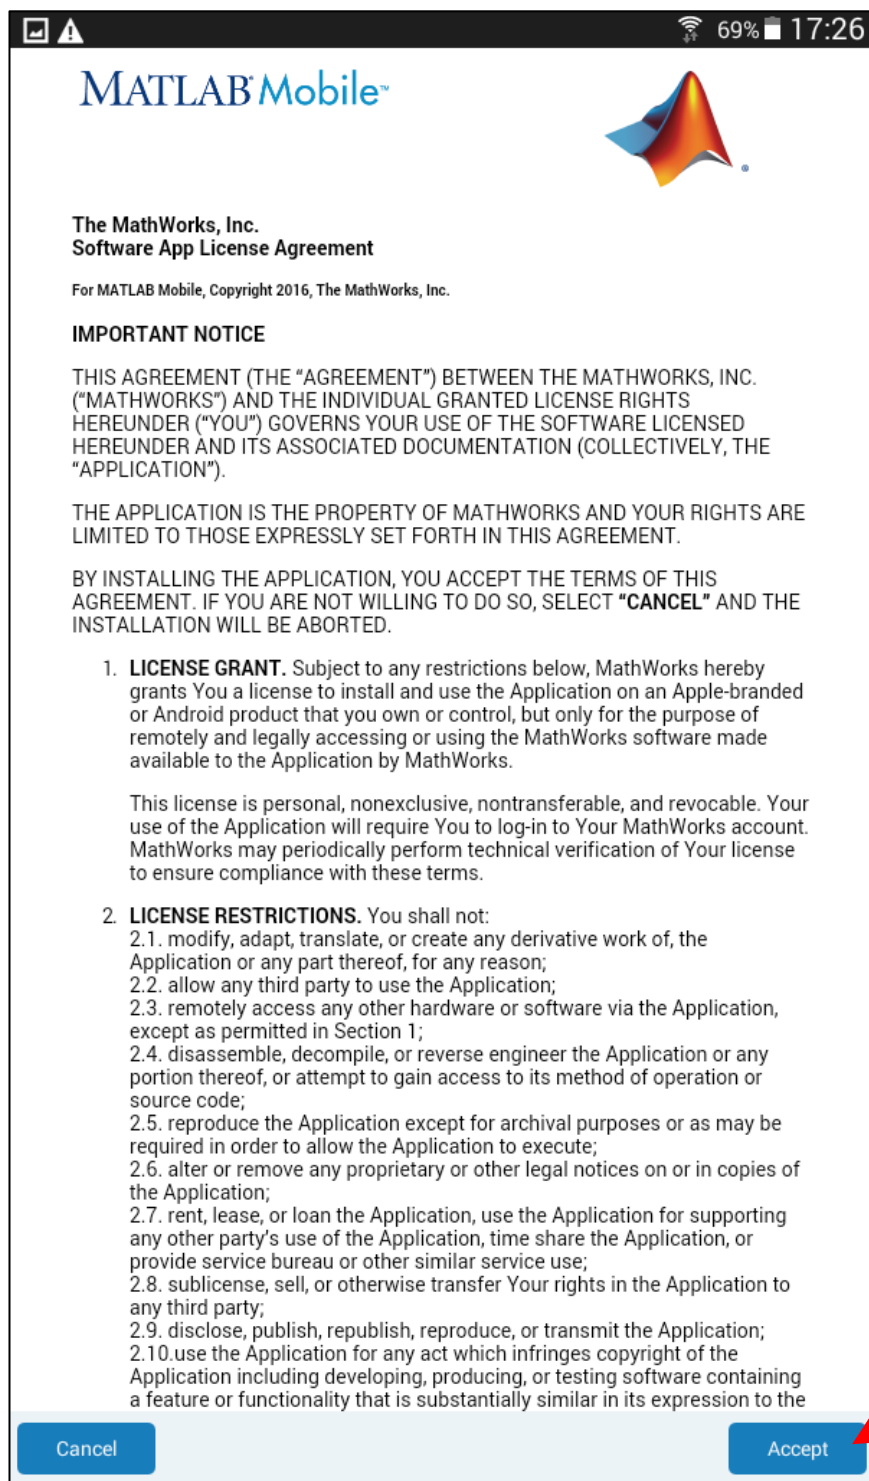 69% 17:26
MATLAB® Mobile™
®
The MathWorks, Inc.
Software App License Agreement
For MATLAB Mobile, Copyright 2016, The MathWorks, Inc.
IMPORTANT NOTICE
THIS AGREEMENT (THE “AGREEMENT”) BETWEEN THE MATHWORKS, INC.
(“MATHWORKS”) AND THE INDIVIDUAL GRANTED LICENSE RIGHTS
HEREUNDER (“YOU”) GOVERNS YOUR USE OF THE SOFTWARE LICENSED
HEREUNDER AND ITS ASSOCIATED DOCUMENTATION (COLLECTIVELY, THE
“APPLICATION”).
THE APPLICATION IS THE PROPERTY OF MATHWORKS AND YOUR RIGHTS ARE
LIMITED TO THOSE EXPRESSLY SET FORTH IN THIS AGREEMENT.
BY INSTALLING THE APPLICATION, YOU ACCEPT THE TERMS OF THIS
AGREEMENT. IF YOU ARE NOT WILLING TO DO SO, SELECT “CANCEL” AND THE
INSTALLATION WILL BE ABORTED.
1. LICENSE GRANT. Subject to any restrictions below, MathWorks hereby
grants You a license to install and use the Application on an Apple-branded
or Android product that you own or control, but only for the purpose of
remotely and legally accessing or using the MathWorks software made
available to the Application by MathWorks.
This license is personal, nonexclusive, nontransferable, and revocable. Your
use of the Application will require You to log-in to Your MathWorks account.
MathWorks may periodically perform technical verification of Your license
to ensure compliance with these terms.
2. LICENSE RESTRICTIONS. You shall not:
2.1. modify, adapt, translate, or create any derivative work of, the
Application or any part thereof, for any reason;
2.2. allow any third party to use the Application;
2.3. remotely access any other hardware or software via the Application,
except as permitted in Section 1;
2.4. disassemble, decompile, or reverse engineer the Application or any
portion thereof, or attempt to gain access to its method of operation or
source code;
2.5. reproduce the Application except for archival purposes or as may be
required in order to allow the Application to execute;
2.6. alter or remove any proprietary or other legal notices on or in copies of
the Application;
2.7. rent, lease, or loan the Application, use the Application for supporting
any other party’s use of the Application, time share the Application, or
provide service bureau or other similar service use;
2.8. sublicense, sell, or otherwise transfer Your rights in the Application to
any third party;
2.9. disclose, publish, republish, reproduce, or transmit the Application;
2.10.use the Application for any act which infringes copyright of the
Application including developing, producing, or testing software containing
a feature or functionality that is substantially similar in its expression to the
Cancel
Accept